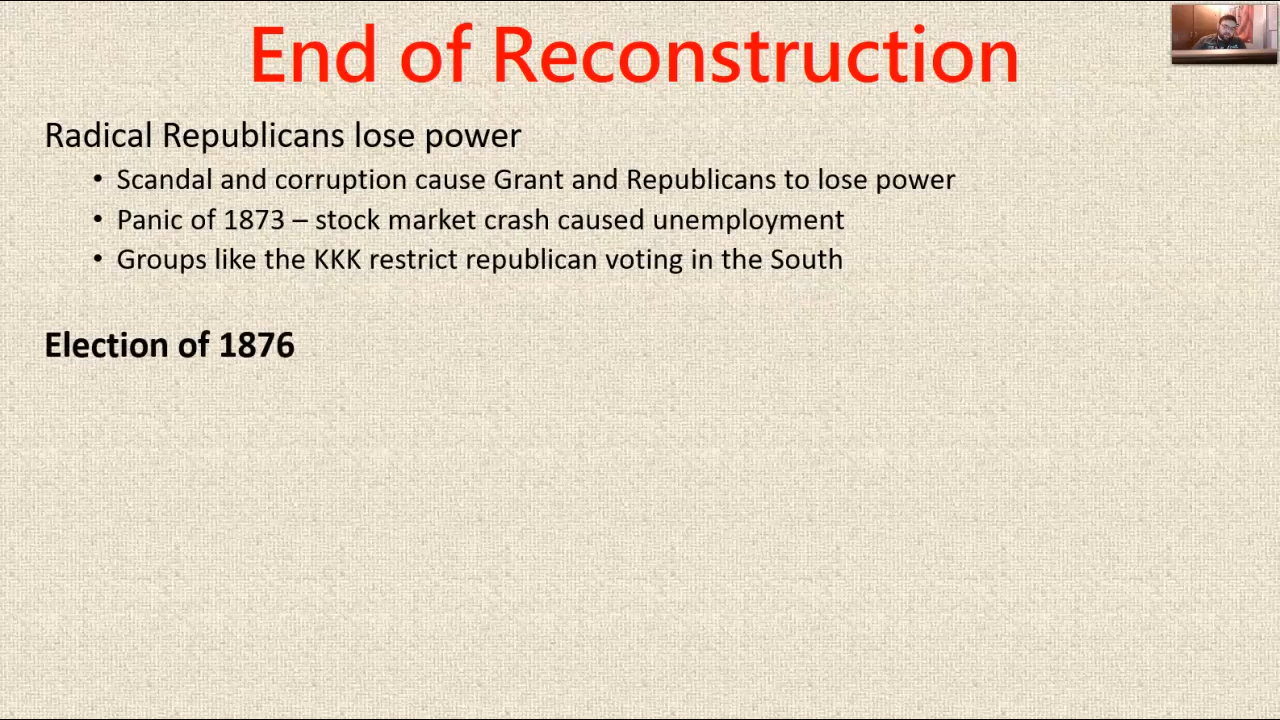 End of Reconstruction
Radical Republicans lose power
• Scandal and corruption cause Grant and Republicans to lose power
• Panic of 1873 – stock market crash caused unemployment
• Groups like the KKK restrict republican voting in the South
Election of 1876